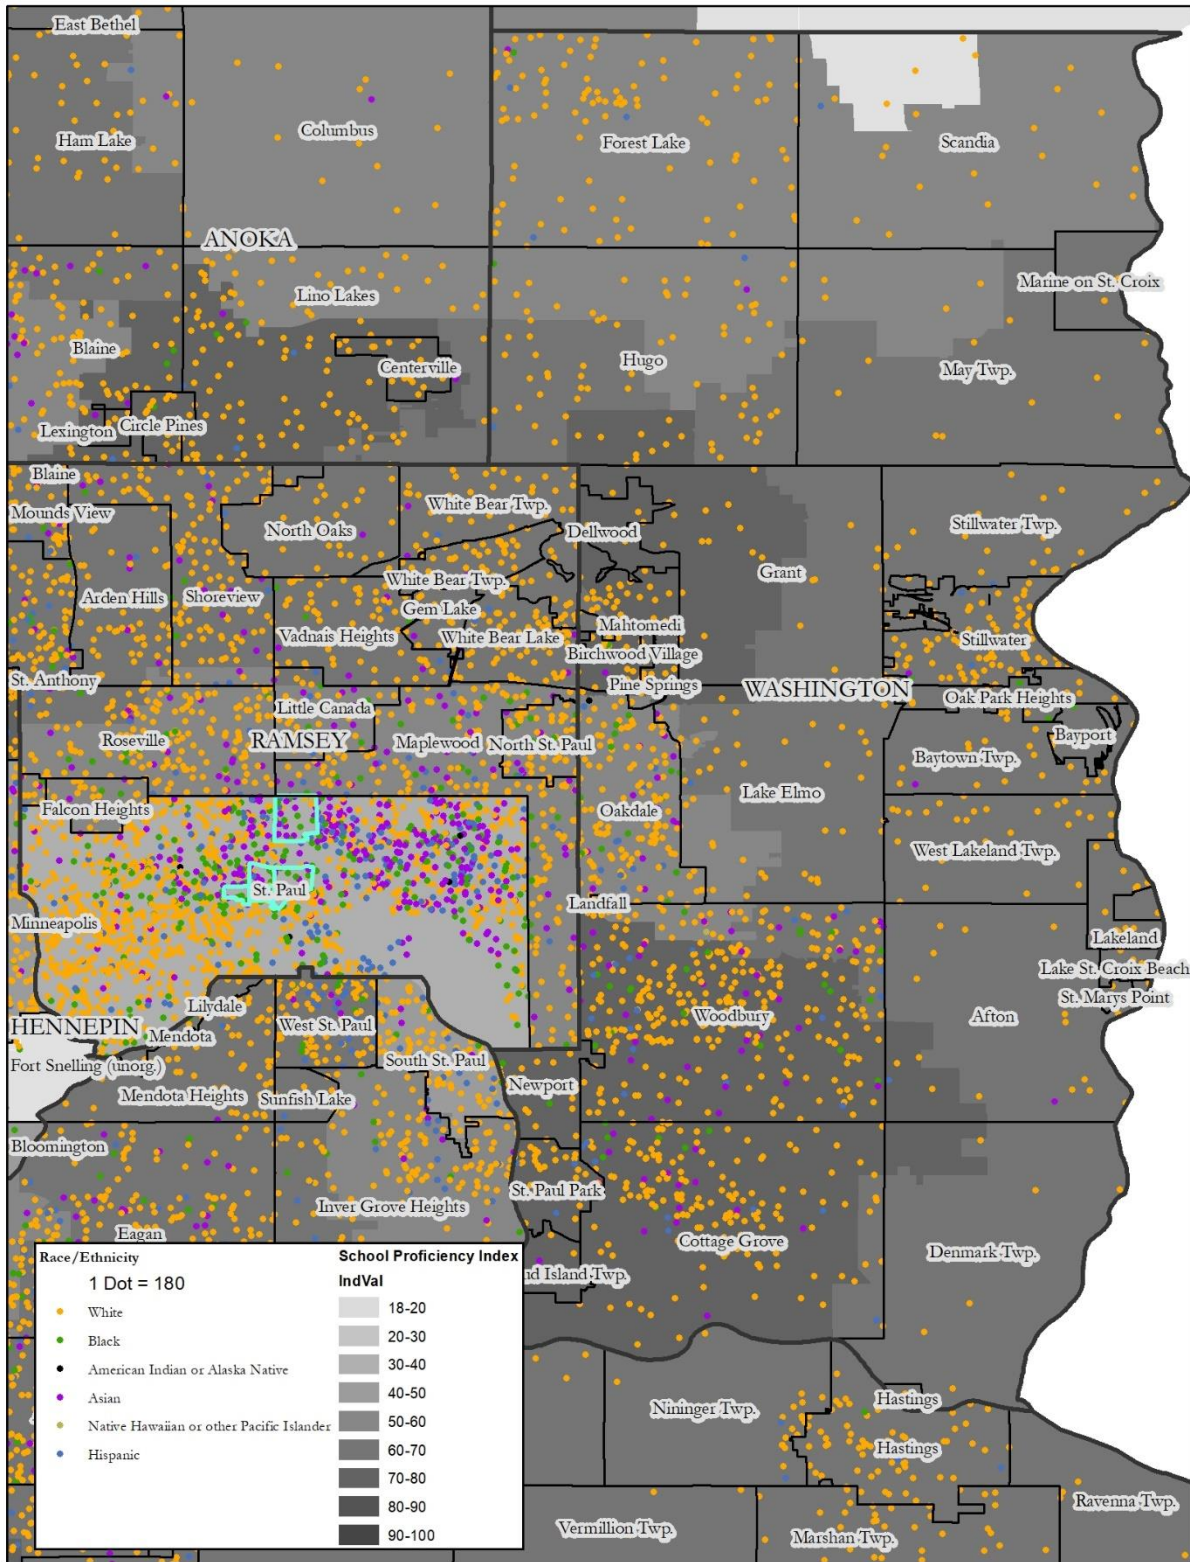 East Bethel
Ham Lake
Columbus
Forest Lake
Scandia
ANOKA
Lino Lakes
Marine on St. Croix
Blaine
Centerville
Hugo
May Twp.
Lexington
Circle Pines
Blaine
Mounds View
North Oaks
White Bear Twp.
Dellwood
Stillwater Twp.
Grant
Arden Hills
Shoreview
White Bear Twp.
Gem Lake
Vadnais Heights
White Bear Lake
Mahtomedi
Birchwood Village
Stillwater
St. Anthony
Pine Springs
WASHINGTON
Oak Park Heights
Little Canada
Roseville
RAMSEY
Maplewood
North St. Paul
Bayport
Baytown Twp.
Falcon Heights
Oakdale
Lake Elmo
West Lakeland Twp.
St. Paul
Landfall
Minneapolis
Lakeland
Lake St. Croix Beach
St. Marys Point
Lilydale
HENNEPIN
Mendota
West St. Paul
Woodbury
Afton
Fort Snelling (unorg.)
South St. Paul
Mendota Heights
Sunfish Lake
Newport
Bloomington
St. Paul Park
Inver Grove Heights
Eagan
Cottage Grove
Denmark Twp.
ud Island Twp.
Race/Ethnicity
1 Dot = 180
White
Black
American Indian or Alaska Native
Asian
Native Hawaiian or other Pacific Islander
Hispanic
School Proficiency Index
IndVal
18-20
20-30
30-40
40-50
50-60
60-70
70-80
80-90
90-100
Nininger Twp.
Hastings
Hastings
Vermillion Twp.
Marshan Twp.
Ravenna Twp.